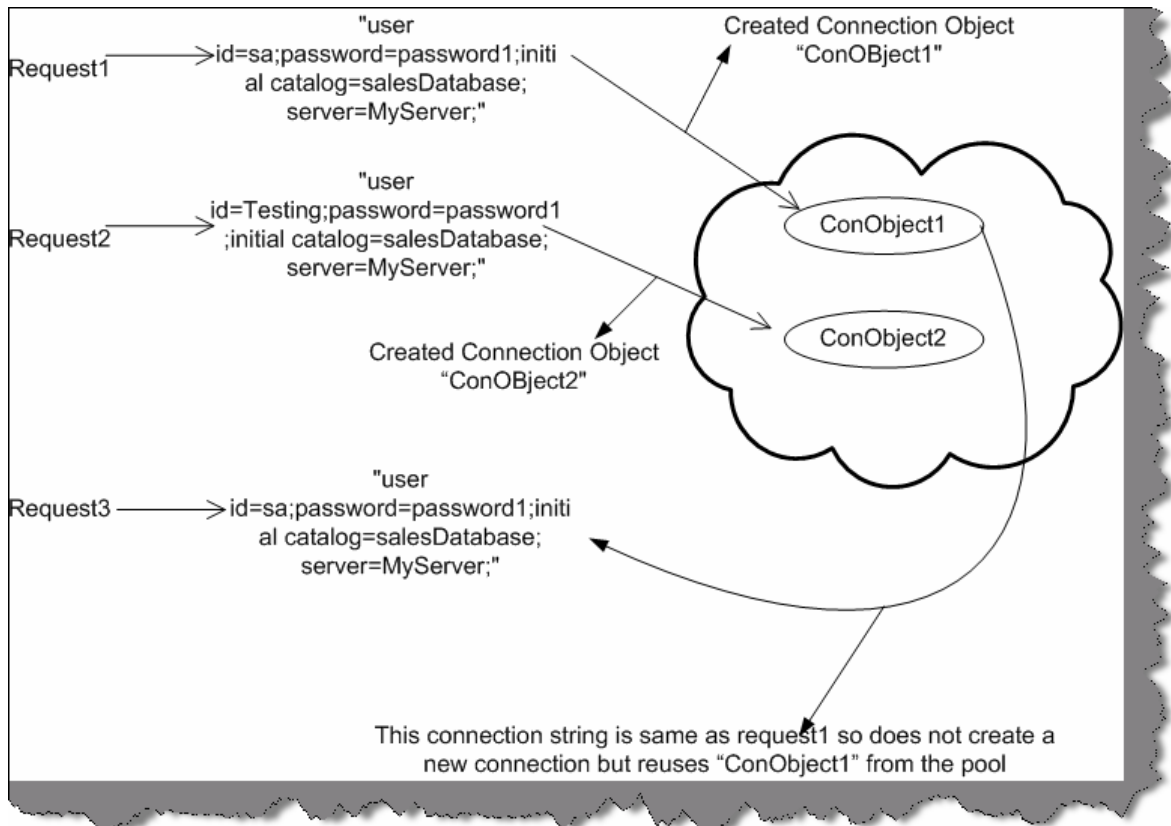 "user
Request1
id=sa;password=password1;initi
al catalog=salesDatabase;
server=MyServer;"
Created Connection Object
“ConOBject1"
"user
Request2
id=Testing;password=password1
;initial catalog=salesDatabase;
server=MyServer;"
ConObject1
ConObject2
Created Connection Object
“ConOBject2"
"user
Request3
id=sa;password=password1;initi
al catalog=salesDatabase;
server=MyServer;"
This connection string is same as request1 so does not create a
new connection but reuses “ConObject1” from the pool